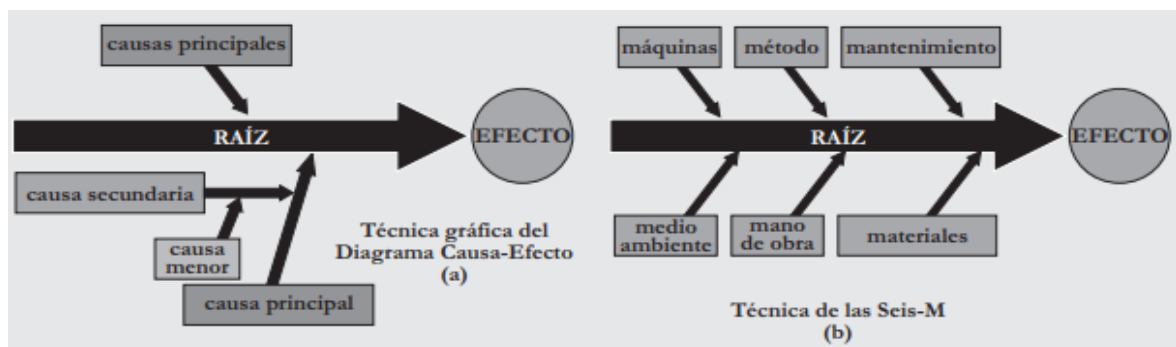 causas principales
RAÍZ
EFECTO
causa secundaria
causa
menor
causa principal
Técnica gráfica del
Diagrama Causa-Efecto
(a)
máquinas
método
mantenimiento
RAÍZ
EFECTO
medio
ambiente
mano
de obra
materiales
Técnica de las Seis-M
(b)